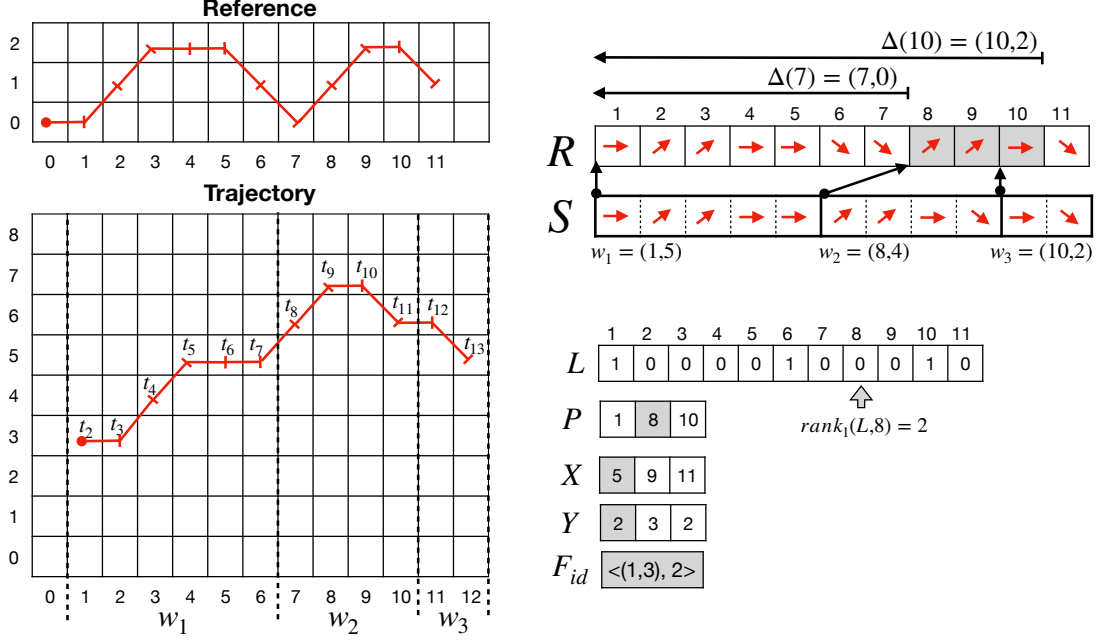 Reference
2
1
0
0 1 2 3 4 5 6 7 8 9 10 11
Trajectory
8
7
6
5
4
3
2
1
0
t₂ t₃ t₄ t₅ t₆ t₇ t₈ t₉ t₁₀ t₁₁ t₁₂ t₁₃
0 1 2 3 4 5 6 7 8 9 10 11 12
w₁ w₂ w₃
Δ(10) = (10,2)
Δ(7) = (7,0)
1 2 3 4 5 6 7 8 9 10 11
R
S
w₁ = (1,5) w₂ = (8,4) w₃ = (10,2)
1 2 3 4 5 6 7 8 9 10 11
L 1 0 0 0 0 1 0 0 0 1 0
rank₁(L,8) = 2
P 1 8 10
X 5 9 11
Y 2 3 2
F_id <(1,3), 2>